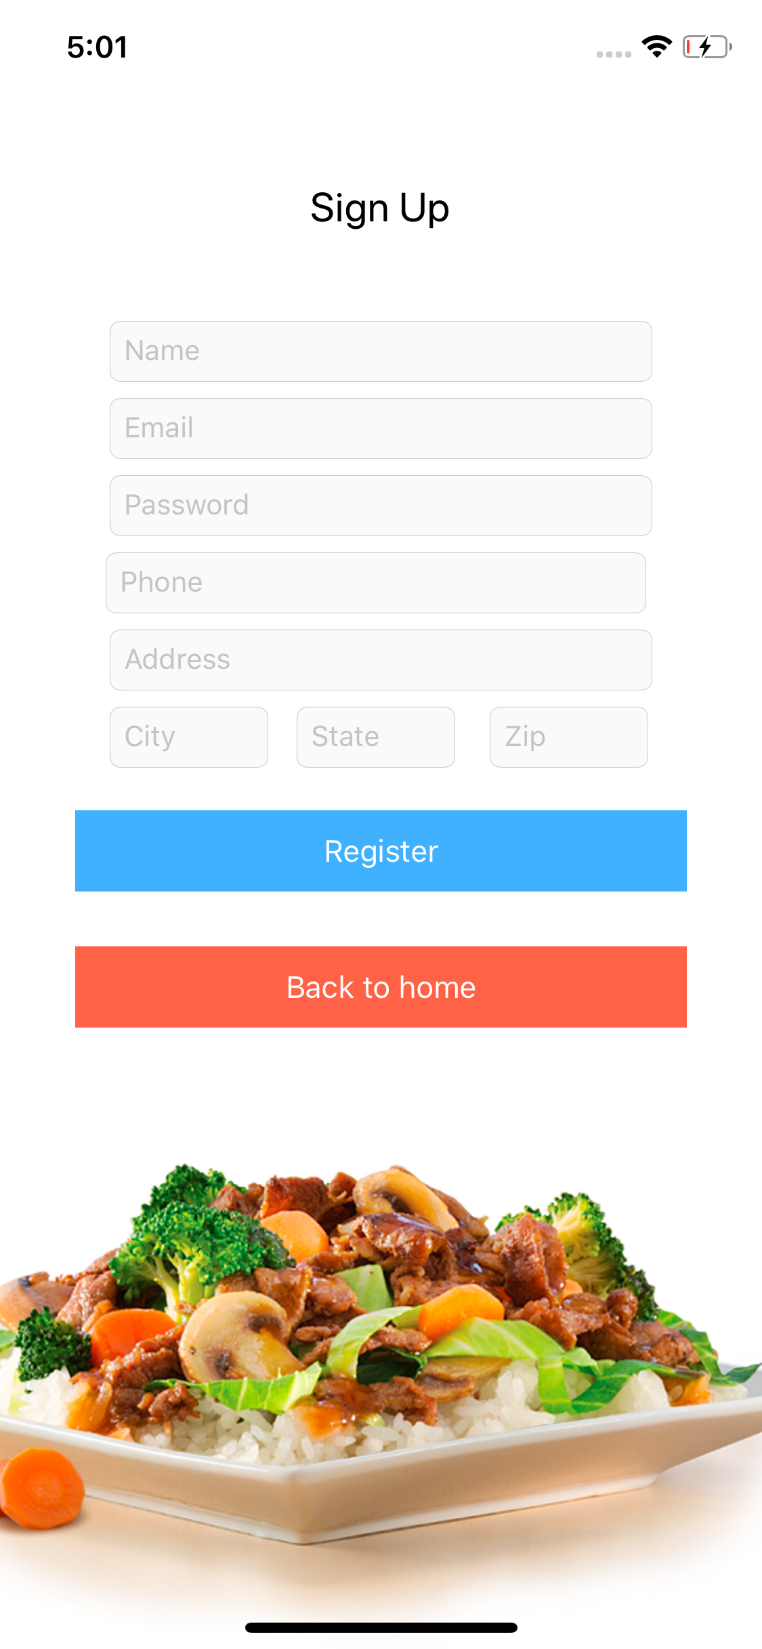 5:01
Sign Up
Name
Email
Password
Phone
Address
City State Zip
Register
Back to home